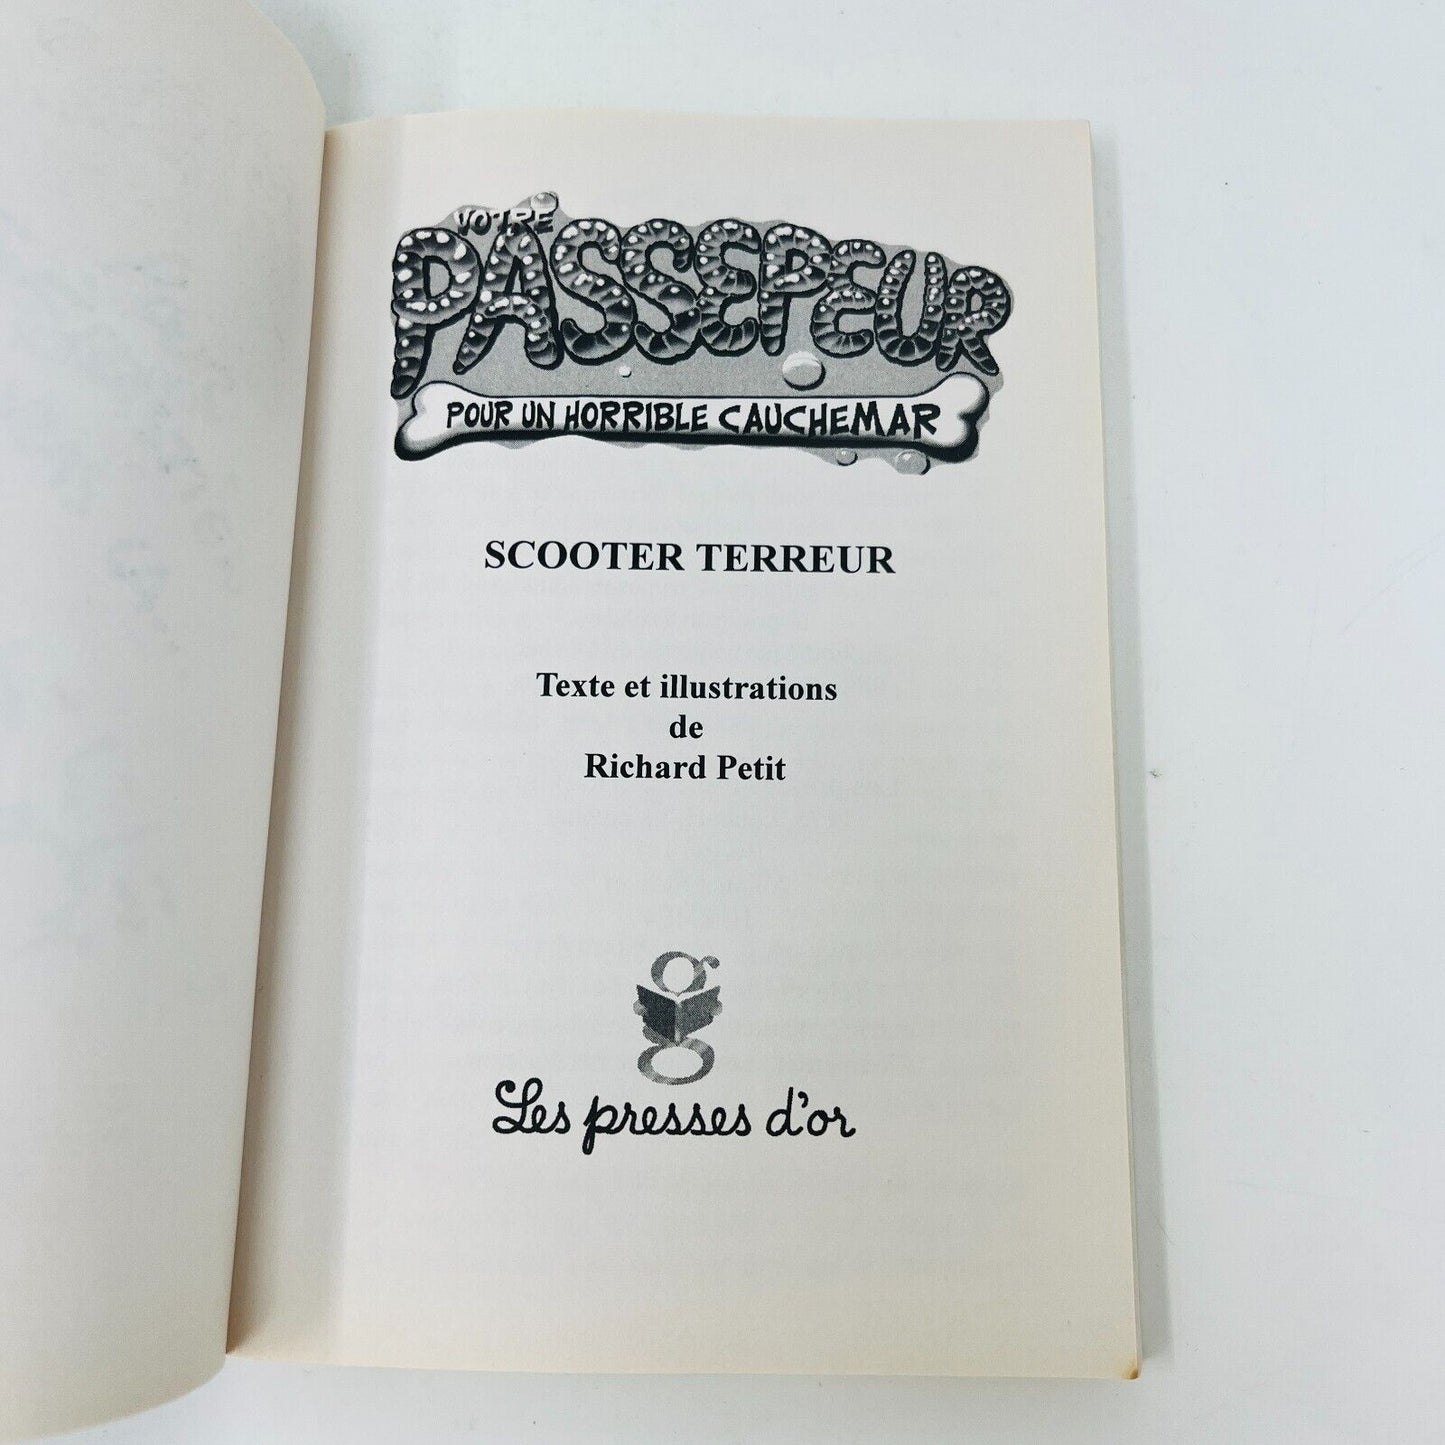 VOTRE
PASSEPEUR
POUR UN HORRIBLE CAUCHEMAR
SCOOTER TERREUR
Texte et illustrations
de
Richard Petit
Les presses d'or